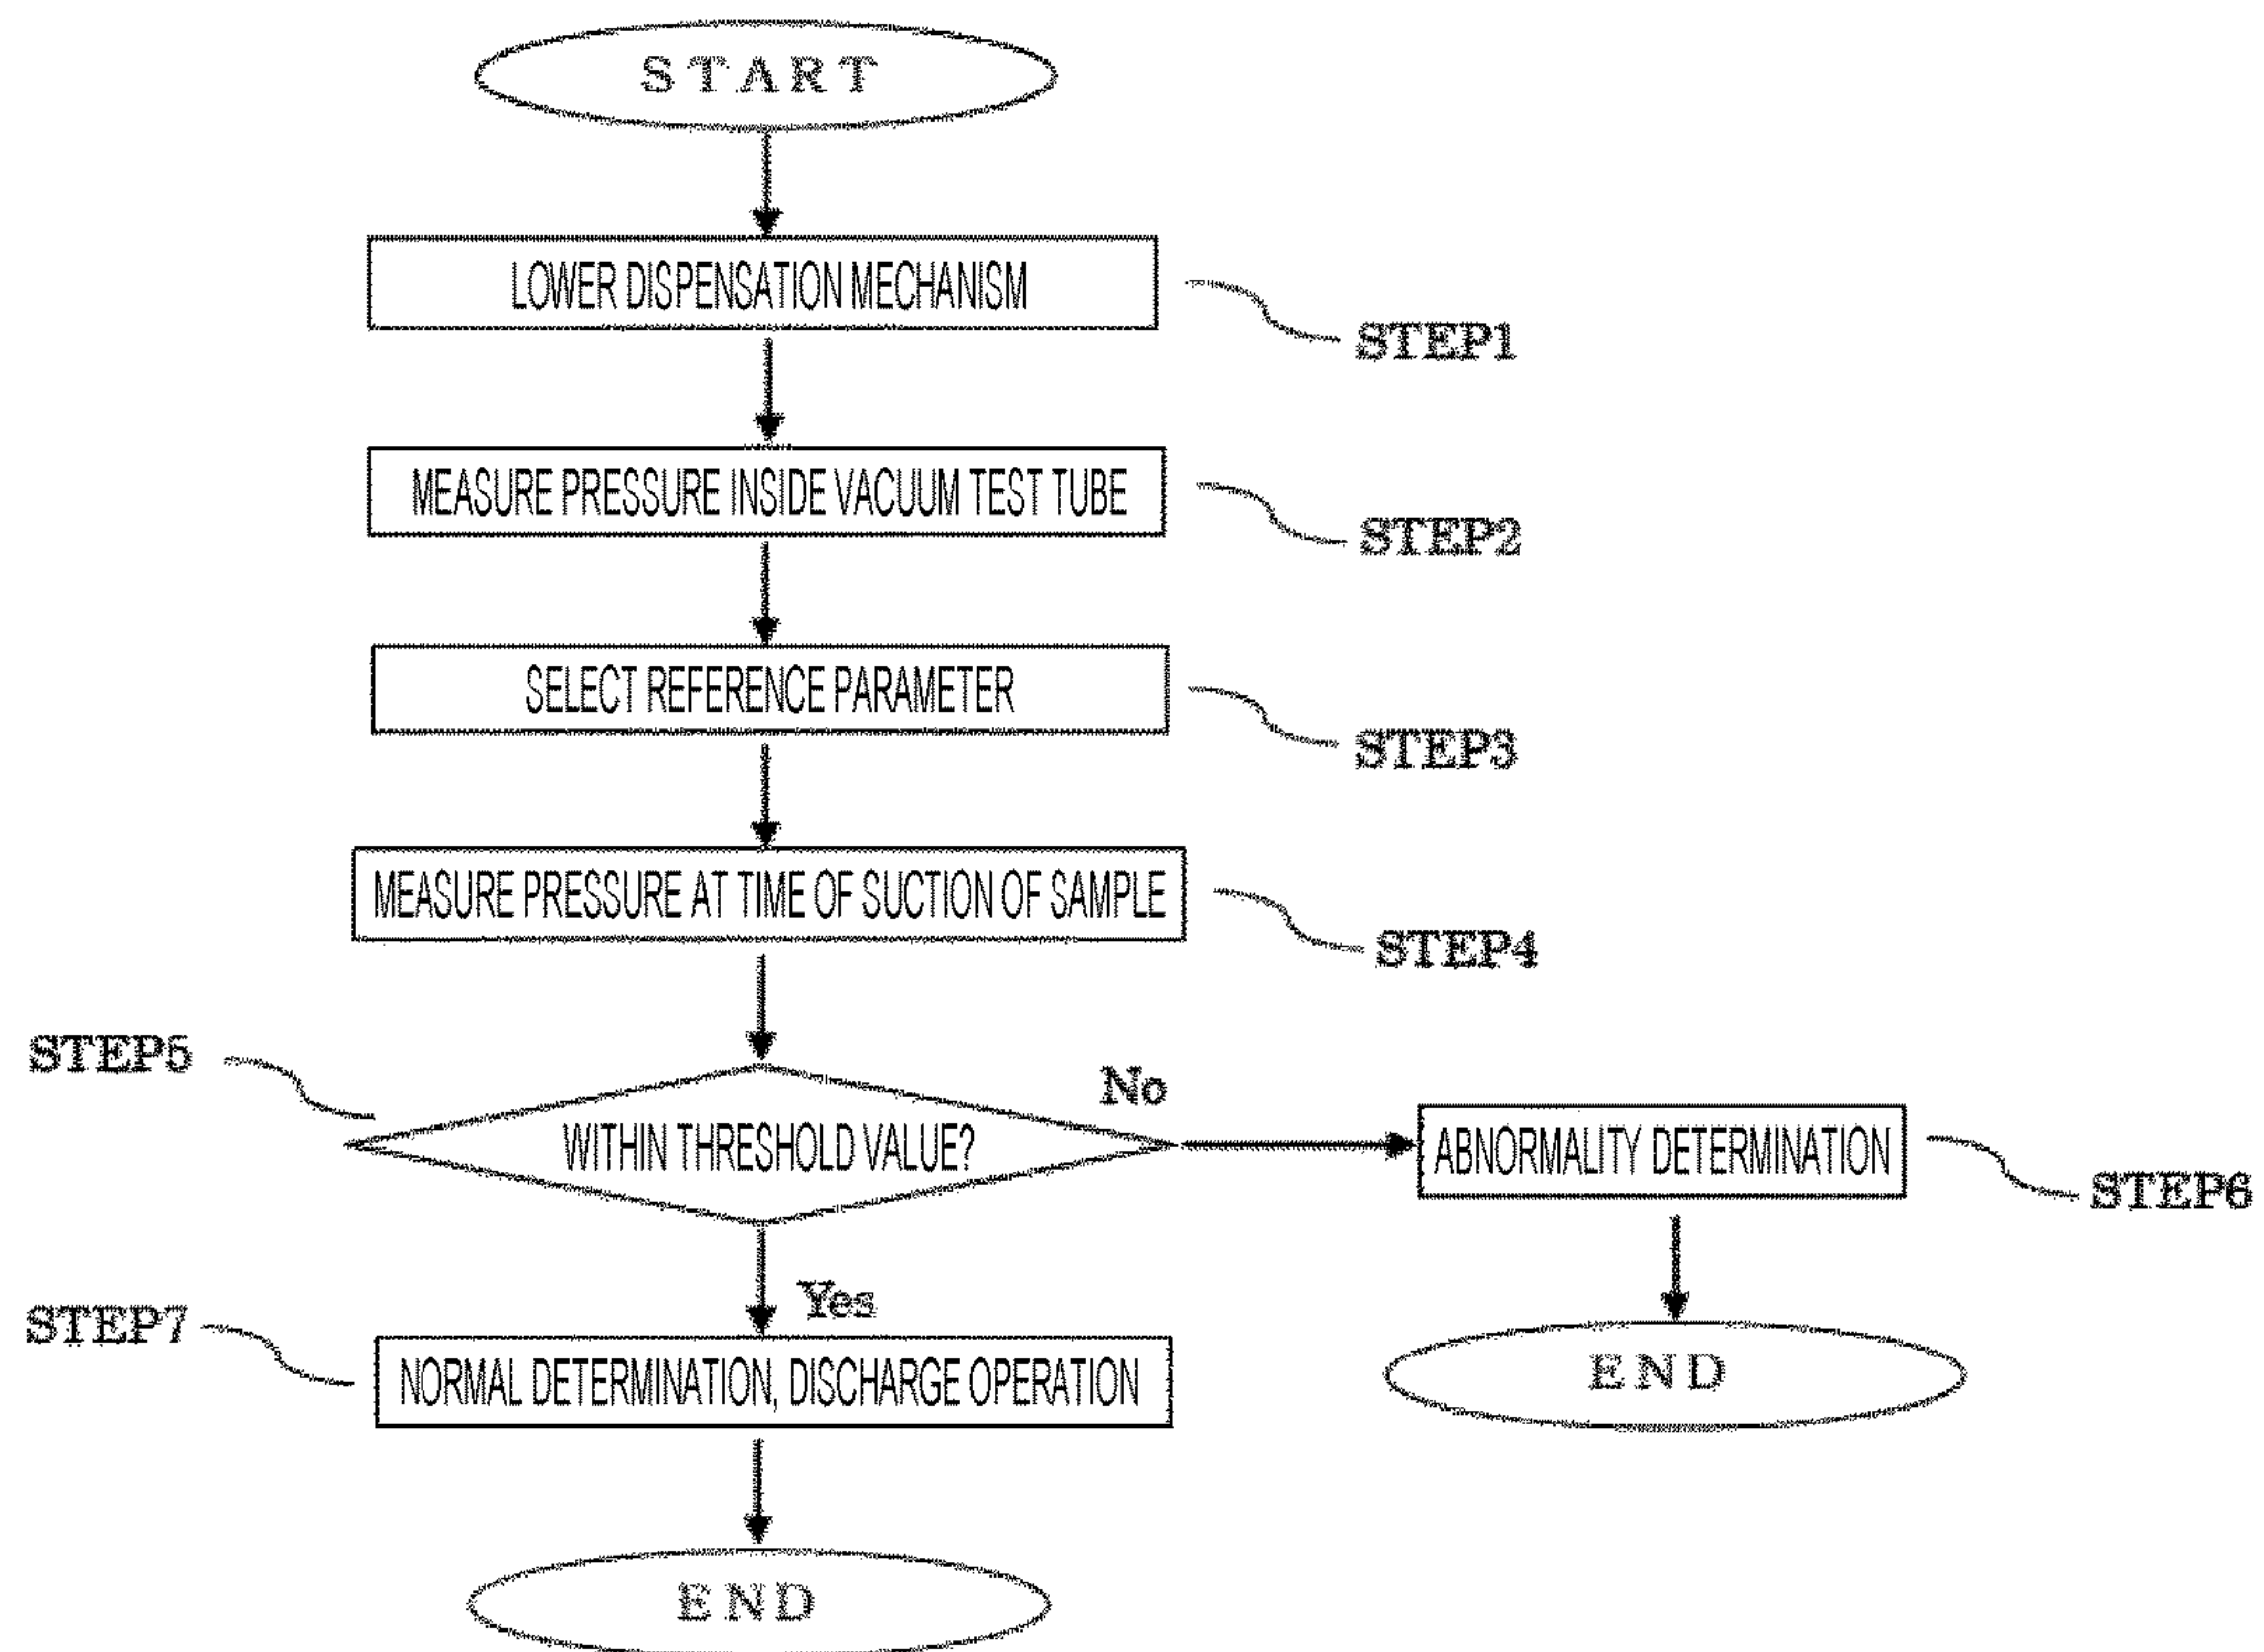 START
LOWER DISPENSATION MECHANISM
STEP1
MEASURE PRESSURE INSIDE VACUUM TEST TUBE
STEP2
SELECT REFERENCE PARAMETER
STEP3
MEASURE PRESSURE AT TIME OF SUCTION OF SAMPLE
STEP4
STEP5
WITHIN THRESHOLD VALUE?
No
ABNORMALITY DETERMINATION
STEP6
Yes
STEP7
NORMAL DETERMINATION, DISCHARGE OPERATION
END
END